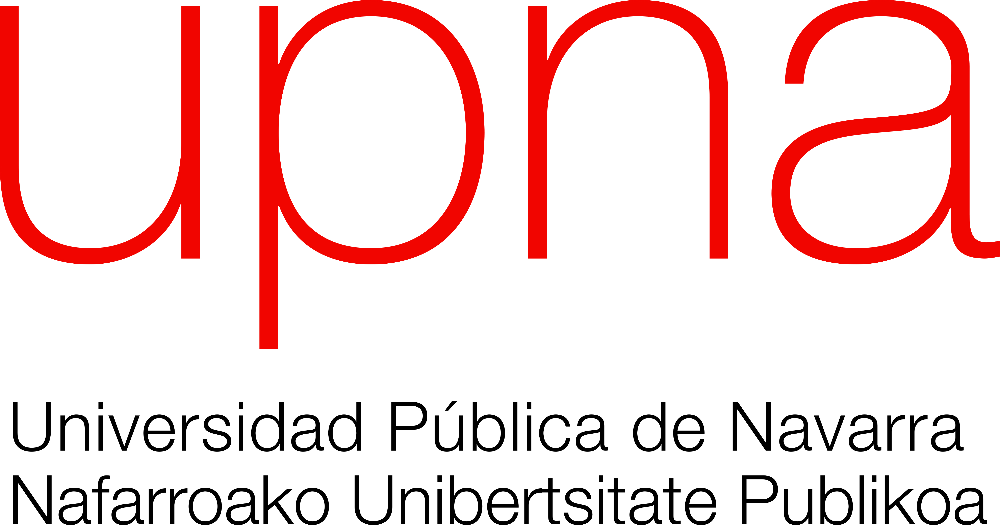 upna
Universidad Pública de Navarra
Nafarroako Unibertsitate Publikoa